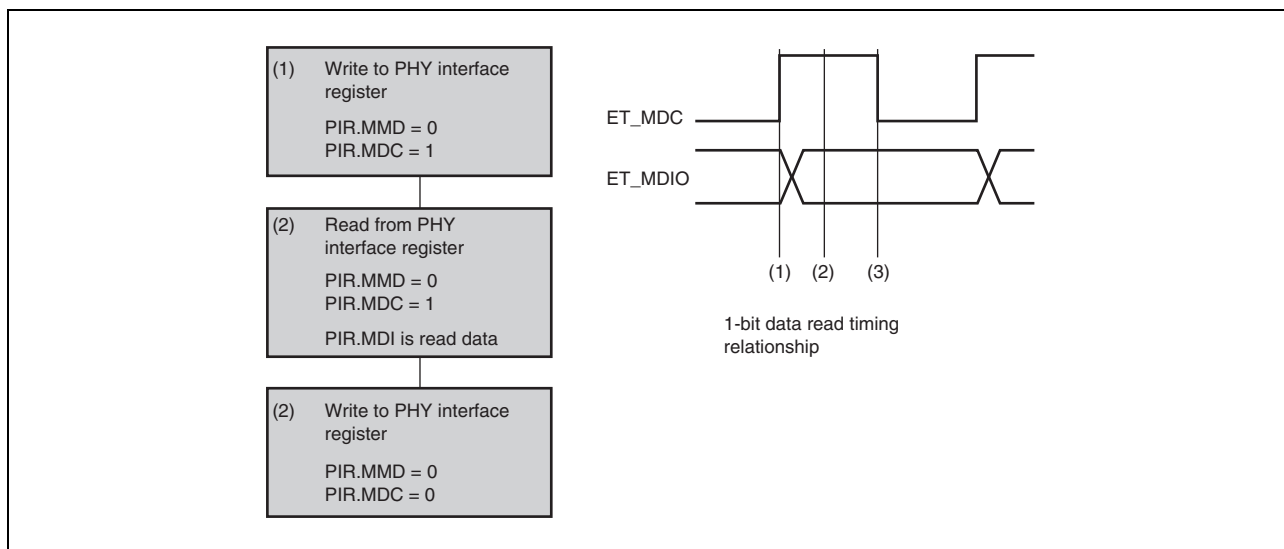 (1) Write to PHY interface
register
PIR.MMD = 0
PIR.MDC = 1
(2) Read from PHY
interface register
PIR.MMD = 0
PIR.MDC = 1
PIR.MDI is read data
(2) Write to PHY interface
register
PIR.MMD = 0
PIR.MDC = 0
ET_MDC
ET_MDIO
(1) (2) (3)
1-bit data read timing
relationship